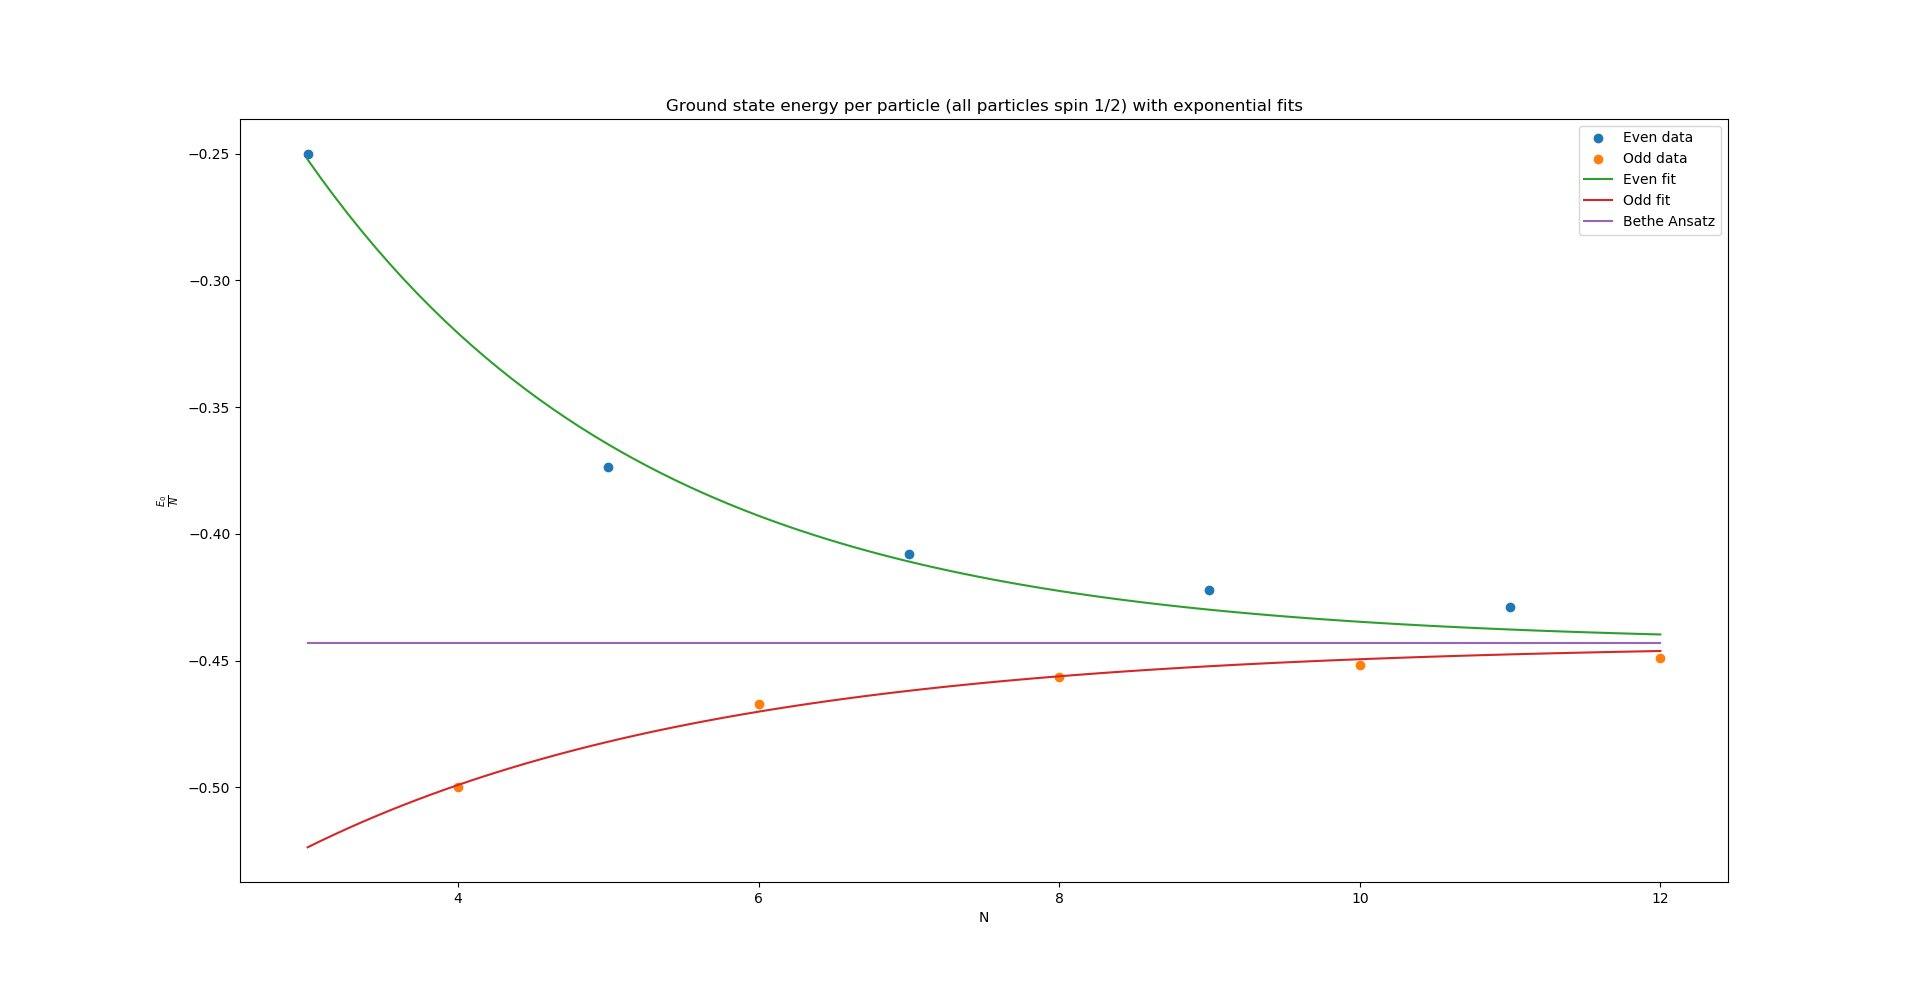 Ground state energy per particle (all particles spin 1/2) with exponential fits
Even data
Odd data
Even fit
Odd fit
Bethe Ansatz
−0.25
−0.30
−0.35
−0.40
−0.45
−0.50
E₀
N
4
6
8
10
12
N